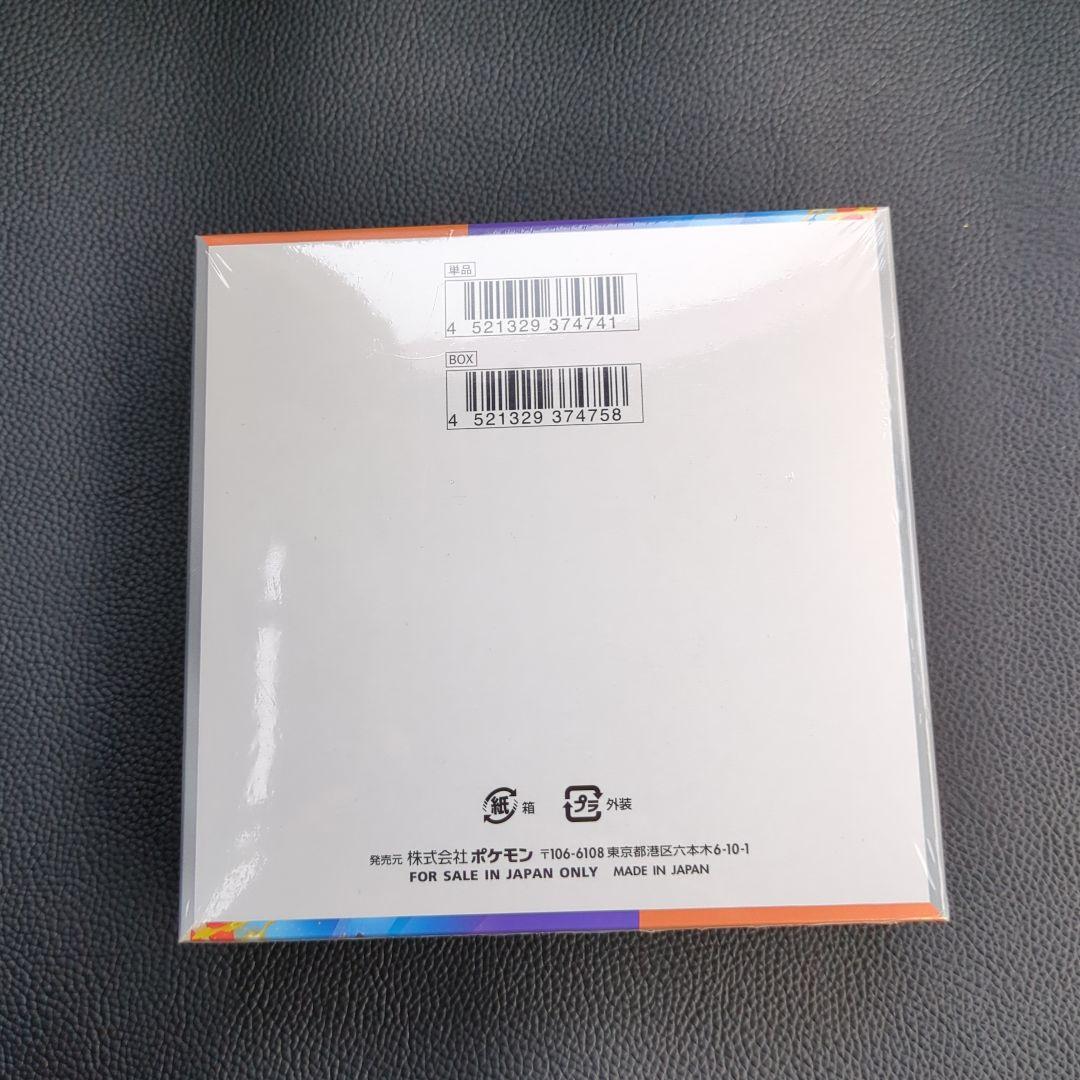 単品
4 521329 374741
BOX
4 521329 374758
紙 箱 プラ 外装
発売元 株式会社 ポケモン 〒106-6108 東京都港区六本木6-10-1
FOR SALE IN JAPAN ONLY MADE IN JAPAN